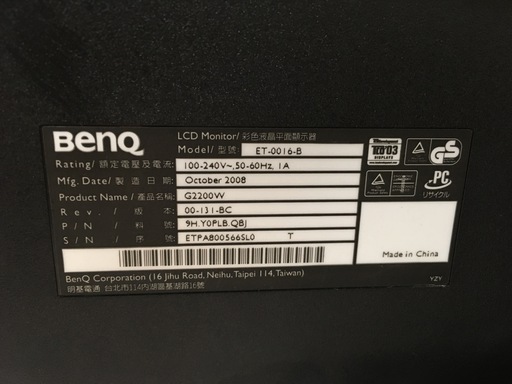 BenQ
LCD Monitor/ 彩色液晶平面顯示器
Model/ 型號 ET-0016-B
Rating/ 額定電壓及電流: 100-240V~,50-60Hz, 1A
Mfg. Date/ 製造日期: October 2008
Product Name/ 產品名稱: G2200W
Rev./ 版本: 00-131-BC
P/N / 料號: 9H.Y0PLB.QBJ
S/N / 序號: ETPAB00566SL0 T
BenQ Corporation (16 Jihu Road, Neihu, Taipei 114, Taiwan)
明基電通 台北市114內湖區基湖路16號
TCO'03
DISPLAYS
GS
PC
リサイクル
Made in China
YZY